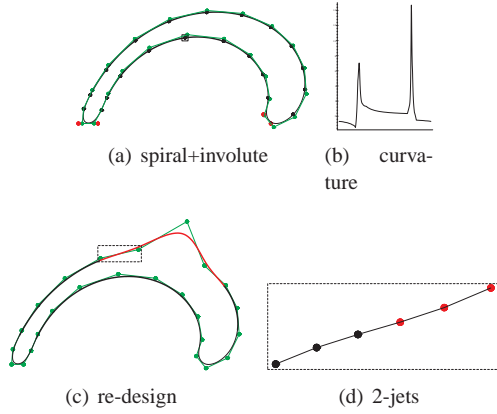 (a) spiral+involute
(b) curva-
ture
(c) re-design
(d) 2-jets